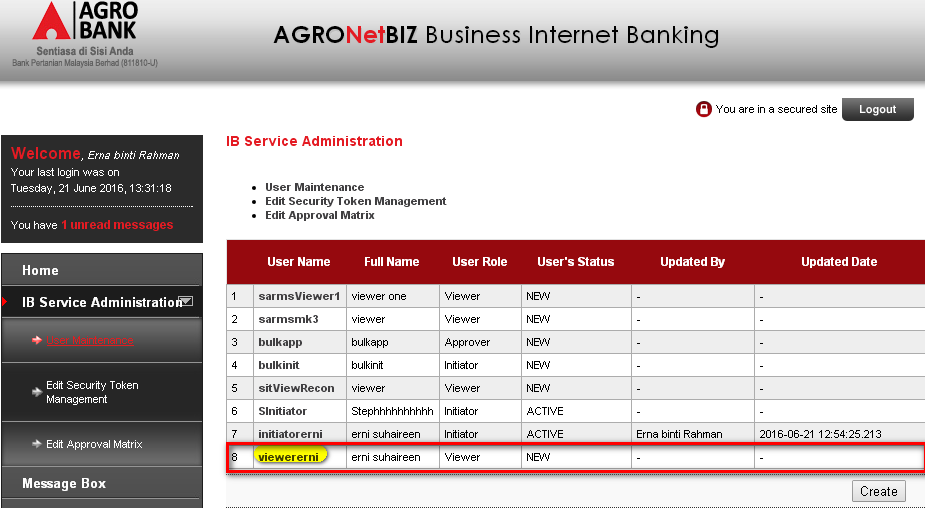 AGRO
BANK
Sentiasa di Sisi Anda
Bank Pertanian Malaysia Berhad (811810-U)
AGRONetBIZ Business Internet Banking
You are in a secured site Logout
Welcome, Erna binti Rahman
Your last login was on
Tuesday, 21 June 2016, 13:31:18
You have 1 unread messages
Home
IB Service Administration
User Maintenance
Edit Security Token
Management
Edit Approval Matrix
Message Box
IB Service Administration
User Maintenance
Edit Security Token Management
Edit Approval Matrix
User Name Full Name User Role User's Status Updated By Updated Date
1 sarmsViewer1 viewer one Viewer NEW - -
2 sarmsmk3 viewer Viewer NEW - -
3 bulkapp bulkapp Approver NEW - -
4 bulkinit bulkinit Initiator NEW - -
5 sitViewRecon viewer Viewer NEW - -
6 SInitiator Stephhhhhhhhhh Initiator ACTIVE - -
7 initiatorerni erni suhaireen Initiator ACTIVE Erna binti Rahman 2016-06-21 12:54:25.213
8 viewererni erni suhaireen Viewer NEW - -
Create